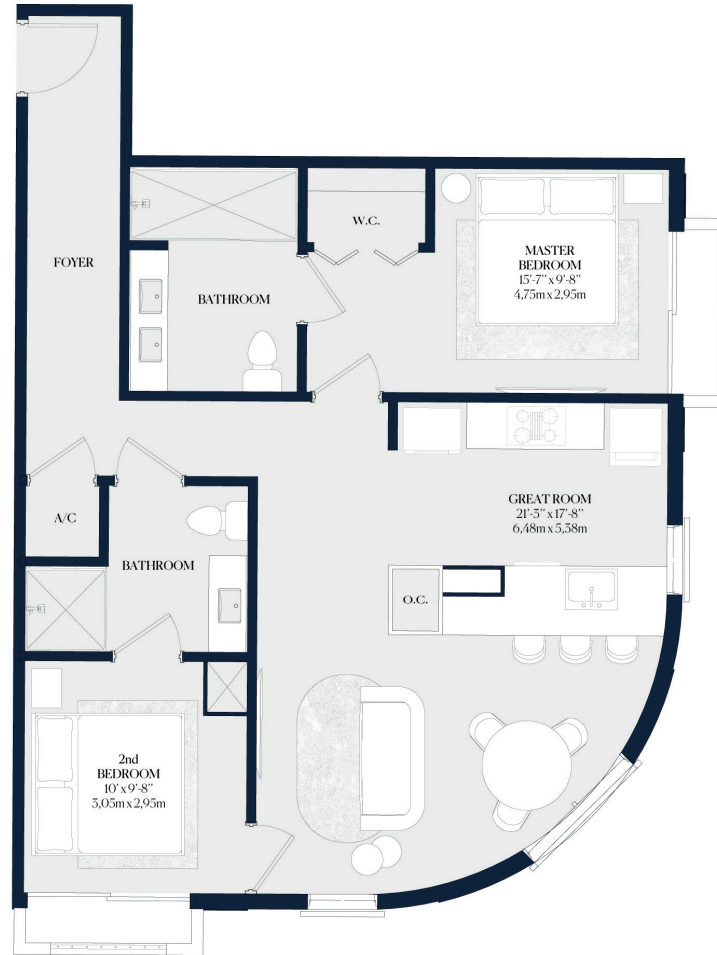 FOYER
W.C.
BATHROOM
MASTER
BEDROOM
15'-7" x 9'-8"
4,75m x 2,95m
GREAT ROOM
21'-3" x 17'-8"
6,48m x 5,38m
A/C
BATHROOM
O.C.
2nd
BEDROOM
10' x 9'-8"
3,05m x 2,95m